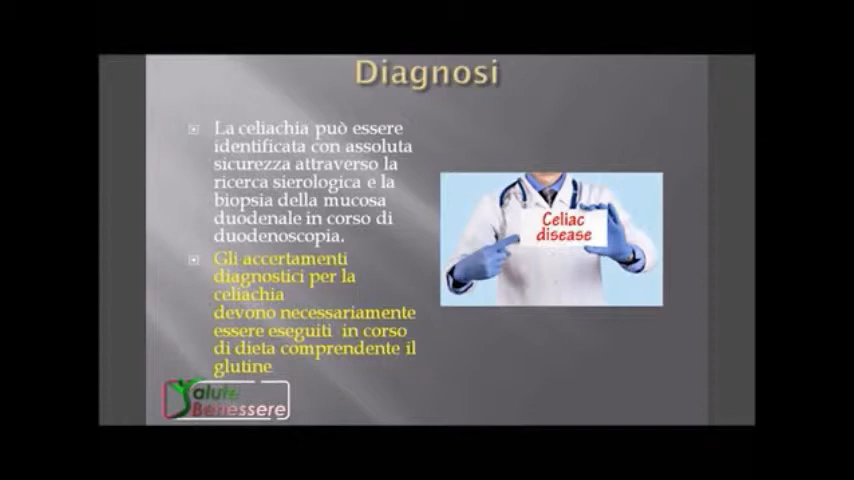 Diagnosi
La celiachia può essere
identificata con assoluta
sicurezza attraverso la
ricerca sierologica e la
biopsia della mucosa
duodenale in corso di
duodenoscopia.
Gli accertamenti
diagnostici per la
celiachia
devono necessariamente
essere eseguiti in corso
di dieta comprendente il
glutine
Celiac
disease
Salute
Benessere